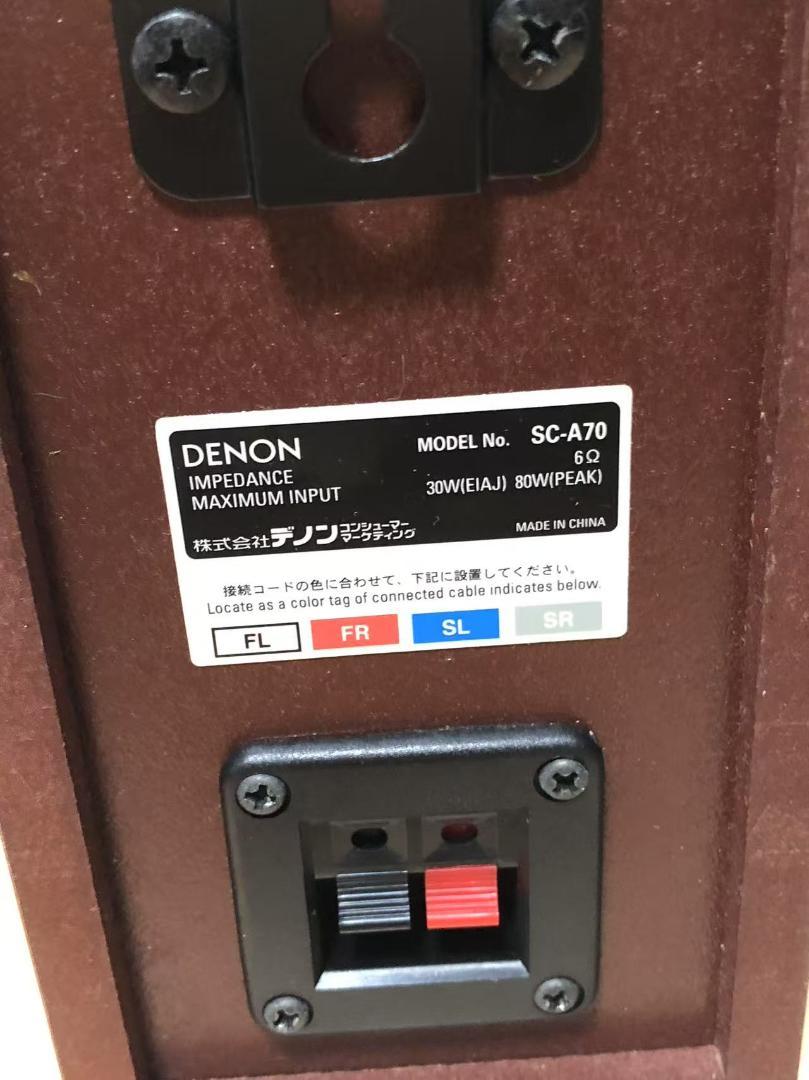 DENON
MODEL No. SC-A70
IMPEDANCE 6Ω
MAXIMUM INPUT 30W(EIAJ) 80W(PEAK)
株式会社デノンコンシューマーマーケティング
MADE IN CHINA
接続コードの色に合わせて、下記に設置してください。
Locate as a color tag of connected cable indicates below.
FL FR SL SR